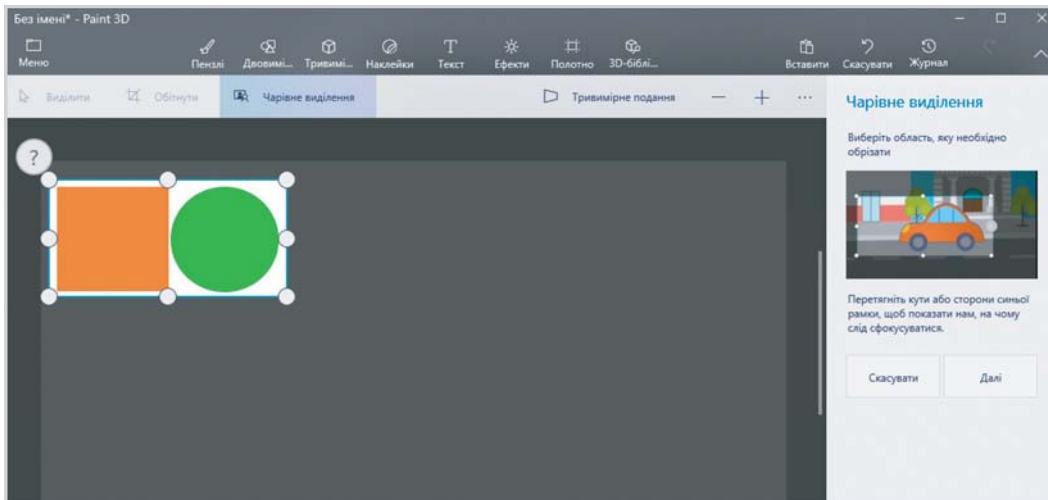 Без імені* - Paint 3D
Меню
Пензлі
Двовимі...
Тривимі...
Наклейки
Текст
Ефекти
Полотно
3D-біблі...
Вставити
Скасувати
Журнал
Виділити
Обітнути
Чарівне виділення
Тривимірне подання
Чарівне виділення
Виберіть область, яку необхідно
обрізати
?
Перетягніть кути або сторони синьої
рамки, щоб показати нам, на чому
слід сфокусуватися.
Скасувати
Далі